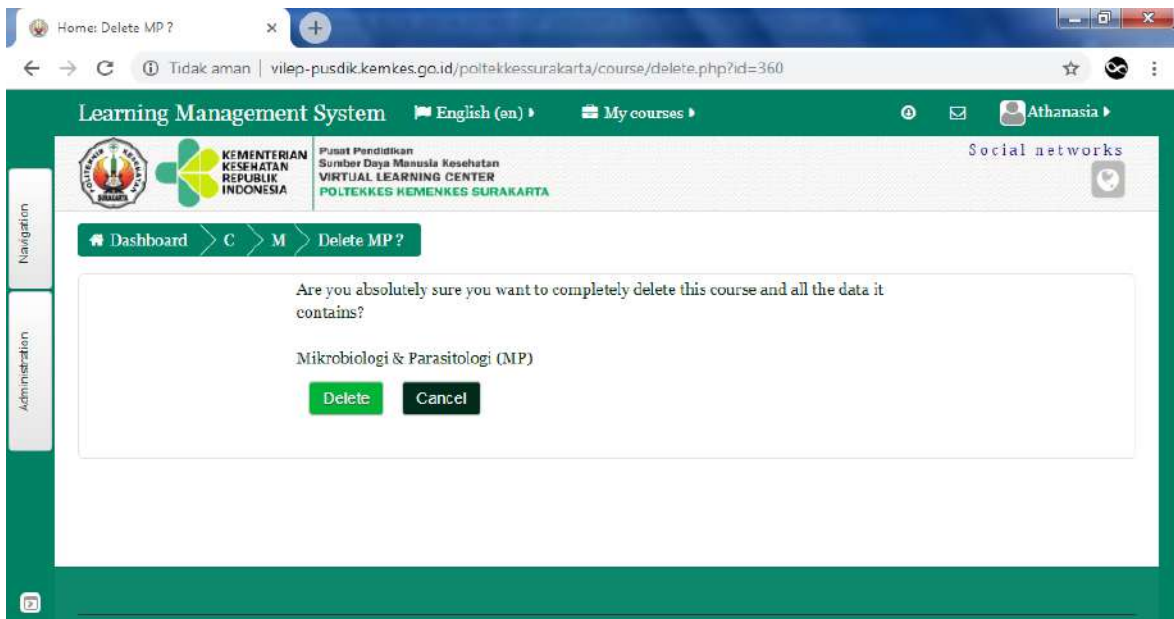 Home: Delete MP ?
Tidak aman | vilep-pusdik.kemkes.go.id/poltekkessurakarta/course/delete.php?id=360
Learning Management System English (en) My courses Athanasia
KEMENTERIAN
KESEHATAN
REPUBLIK
INDONESIA
Pusat Pendidikan
Sumber Daya Manusia Kesehatan
VIRTUAL LEARNING CENTER
POLTEKKES KEMENKES SURAKARTA
Social networks
Navigation
Dashboard C M Delete MP ?
Are you absolutely sure you want to completely delete this course and all the data it
contains?
Mikrobiologi & Parasitologi (MP)
Administration
Delete Cancel